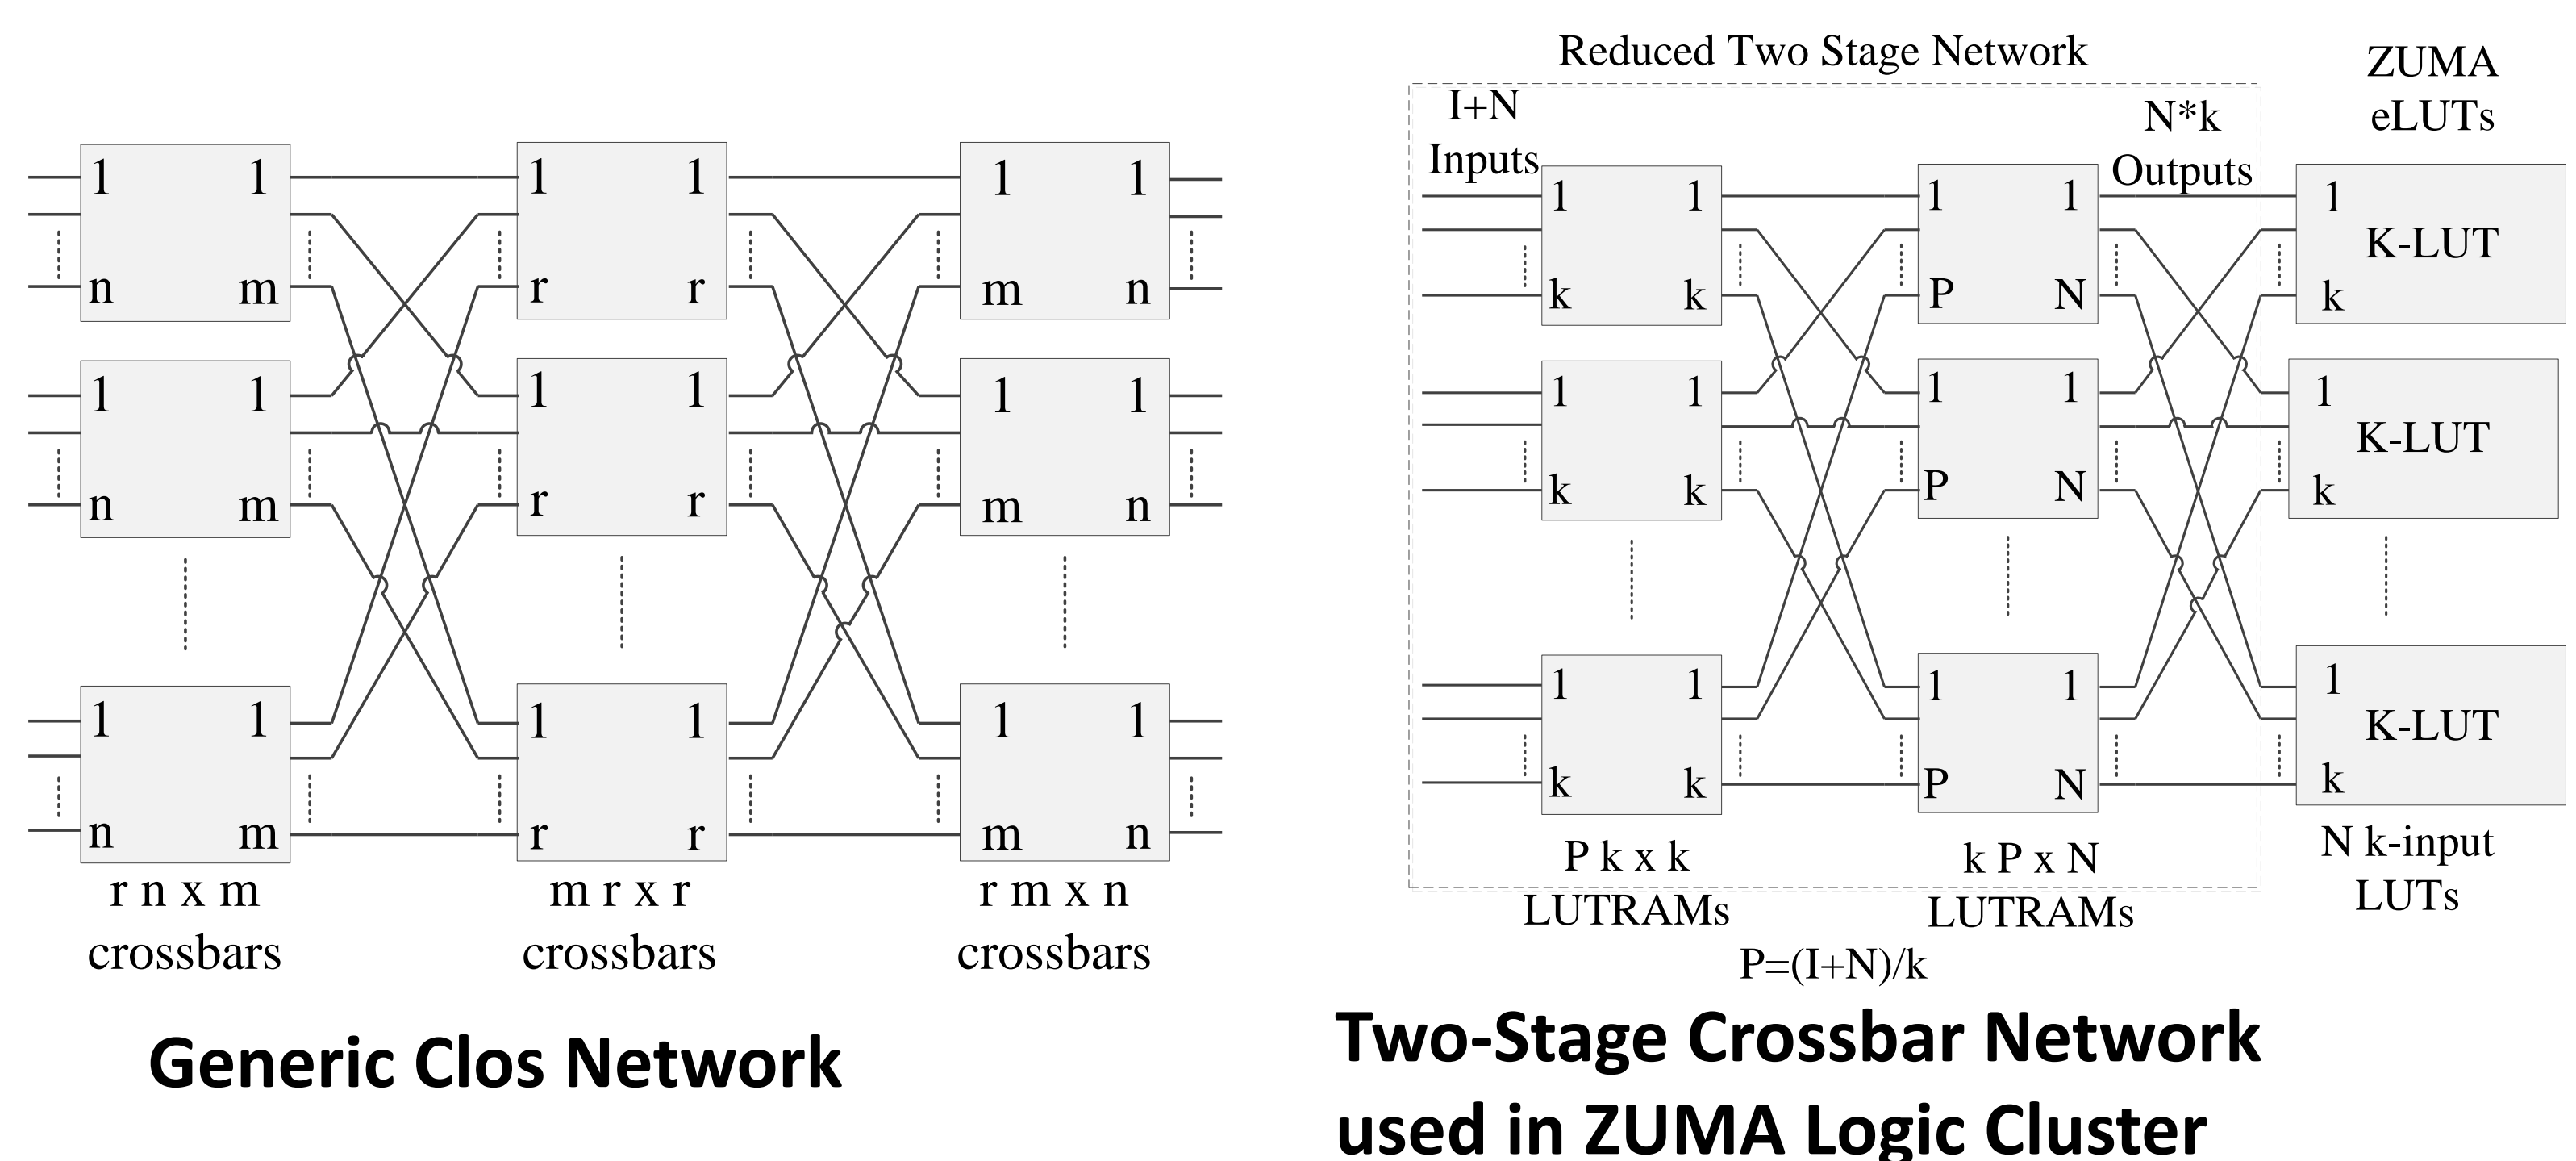 1 1
n m
1 1
n m
1 1
n m
r n x m
crossbars
1 1
r r
1 1
r r
1 1
r r
m r x r
crossbars
1 1
m n
1 1
m n
1 1
m n
r m x n
crossbars
Generic Clos Network
Reduced Two Stage Network
I+N
Inputs
1 1
k k
1 1
k k
1 1
k k
P k x k
LUTRAMs
1 1
P N
1 1
P N
1 1
P N
k P x N
LUTRAMs
P=(I+N)/k
N*k
Outputs
ZUMA
eLUTs
1
K-LUT
k
1
K-LUT
k
1
K-LUT
k
N k-input
LUTs
Two-Stage Crossbar Network
used in ZUMA Logic Cluster